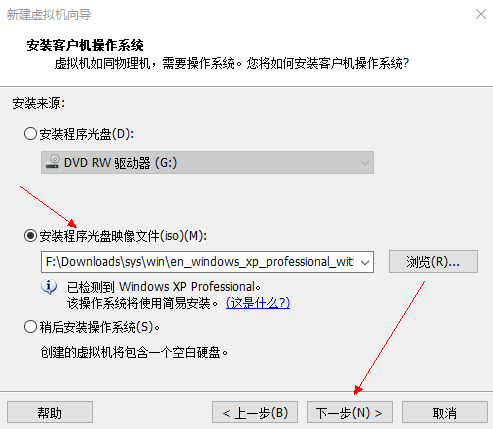 新建虚拟机向导
安装客户机操作系统
虚拟机如同物理机，需要操作系统。您将如何安装客户机操作系统?
安装来源:
安装程序光盘(D):
DVD RW 驱动器 (G:)
安装程序光盘映像文件(iso)(M):
F:\Downloads\sys\win\en_windows_xp_professional_wit
浏览(R)...
已检测到 Windows XP Professional。
该操作系统将使用简易安装。 (这是什么?)
稍后安装操作系统(S)。
创建的虚拟机将包含一个空白硬盘。
帮助
< 上一步(B)
下一步(N) >
取消